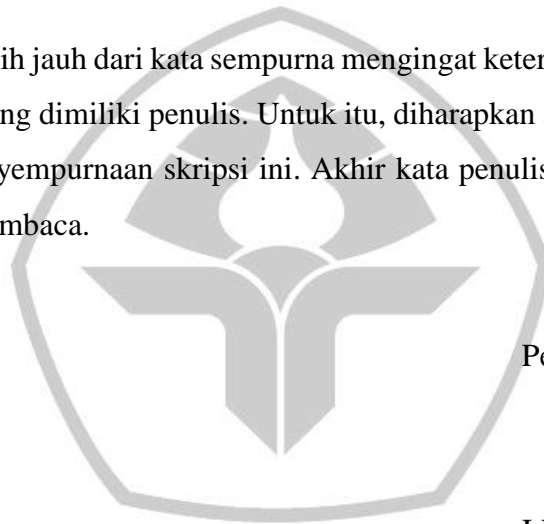 ih jauh dari kata sempurna mengingat keter
ng dimiliki penulis. Untuk itu, diharapkan
yempurnaan skripsi ini. Akhir kata penulis
mbaca.
Pe